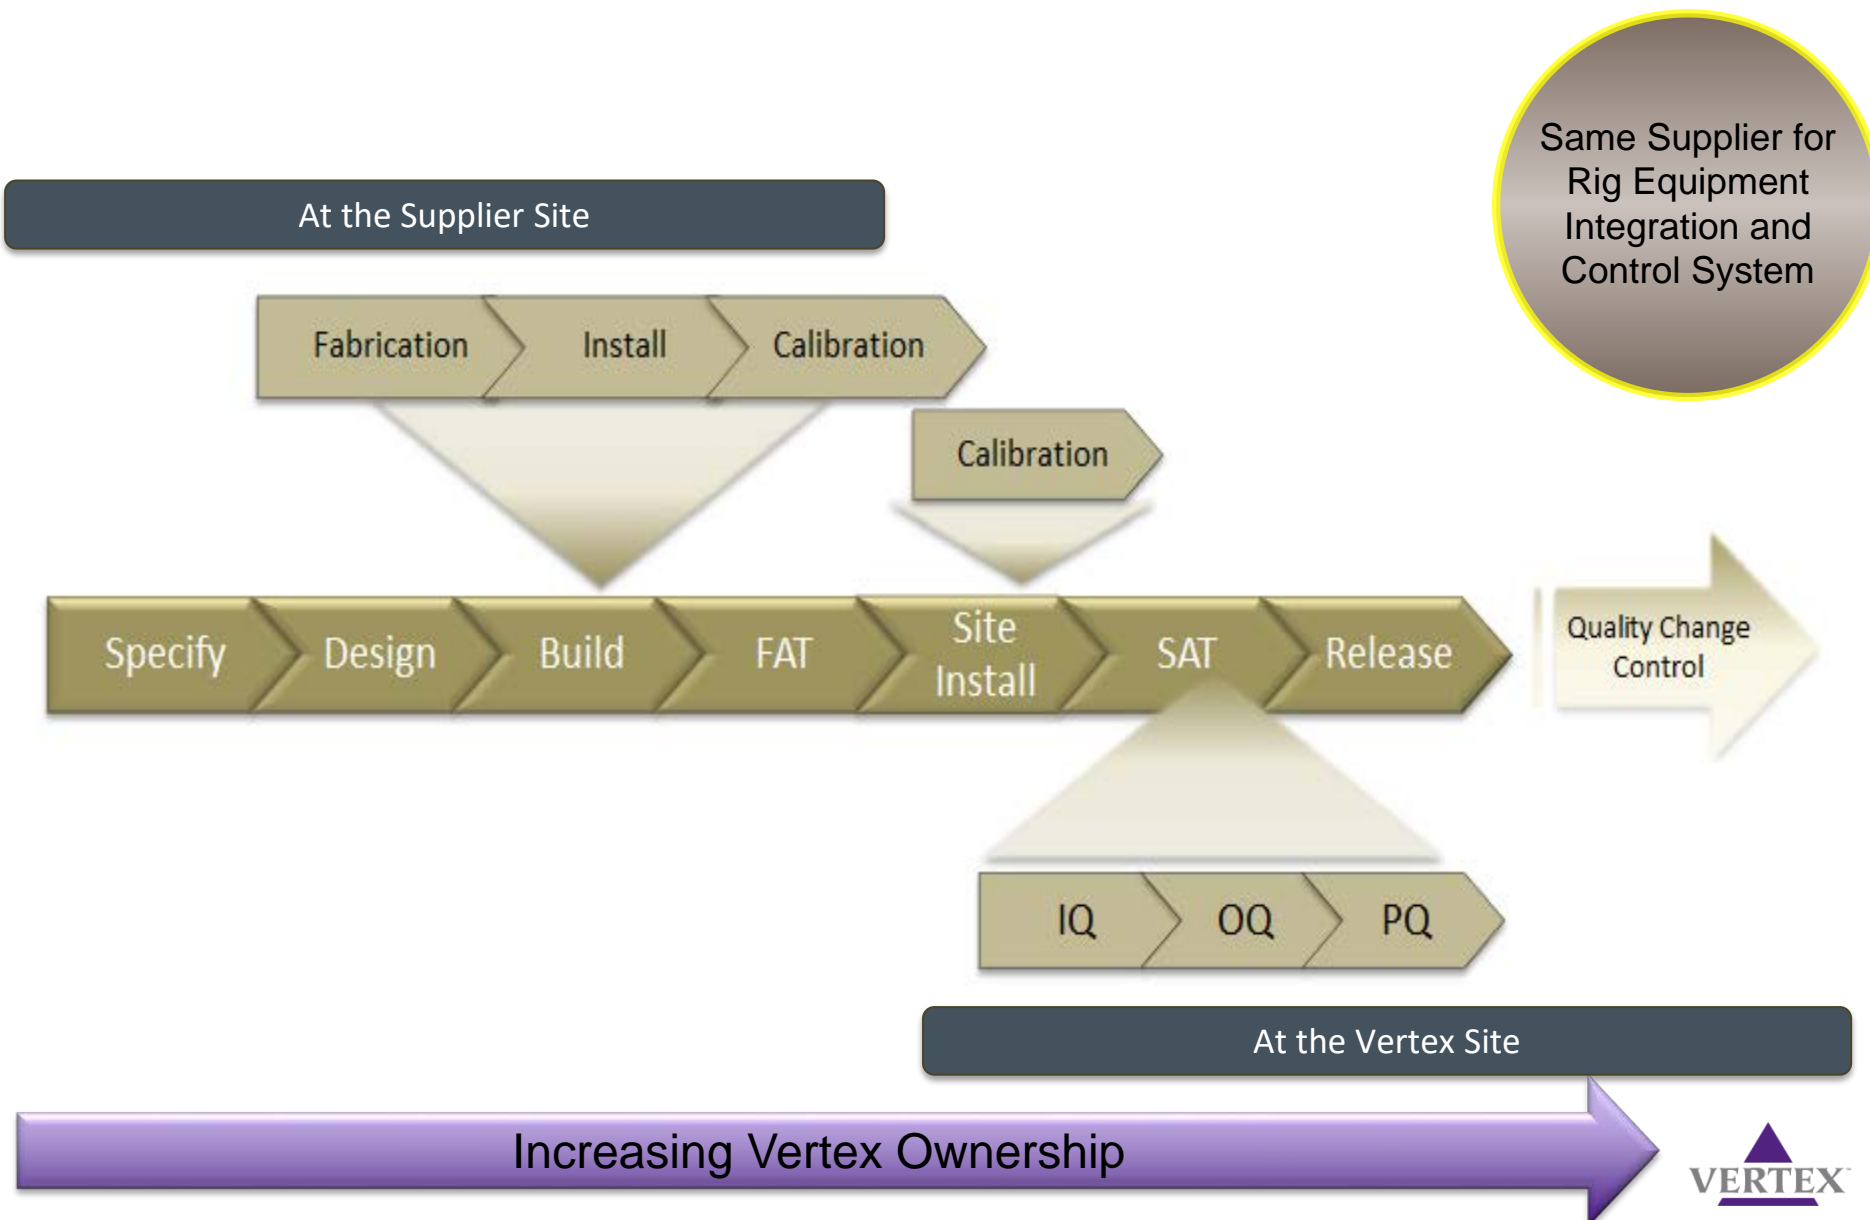 Same Supplier for
Rig Equipment
Integration and
Control System
At the Supplier Site
Fabrication
Install
Calibration
Calibration
Specify
Design
Build
FAT
Site
Install
SAT
Release
Quality Change
Control
IQ
OQ
PQ
At the Vertex Site
Increasing Vertex Ownership
VERTEX